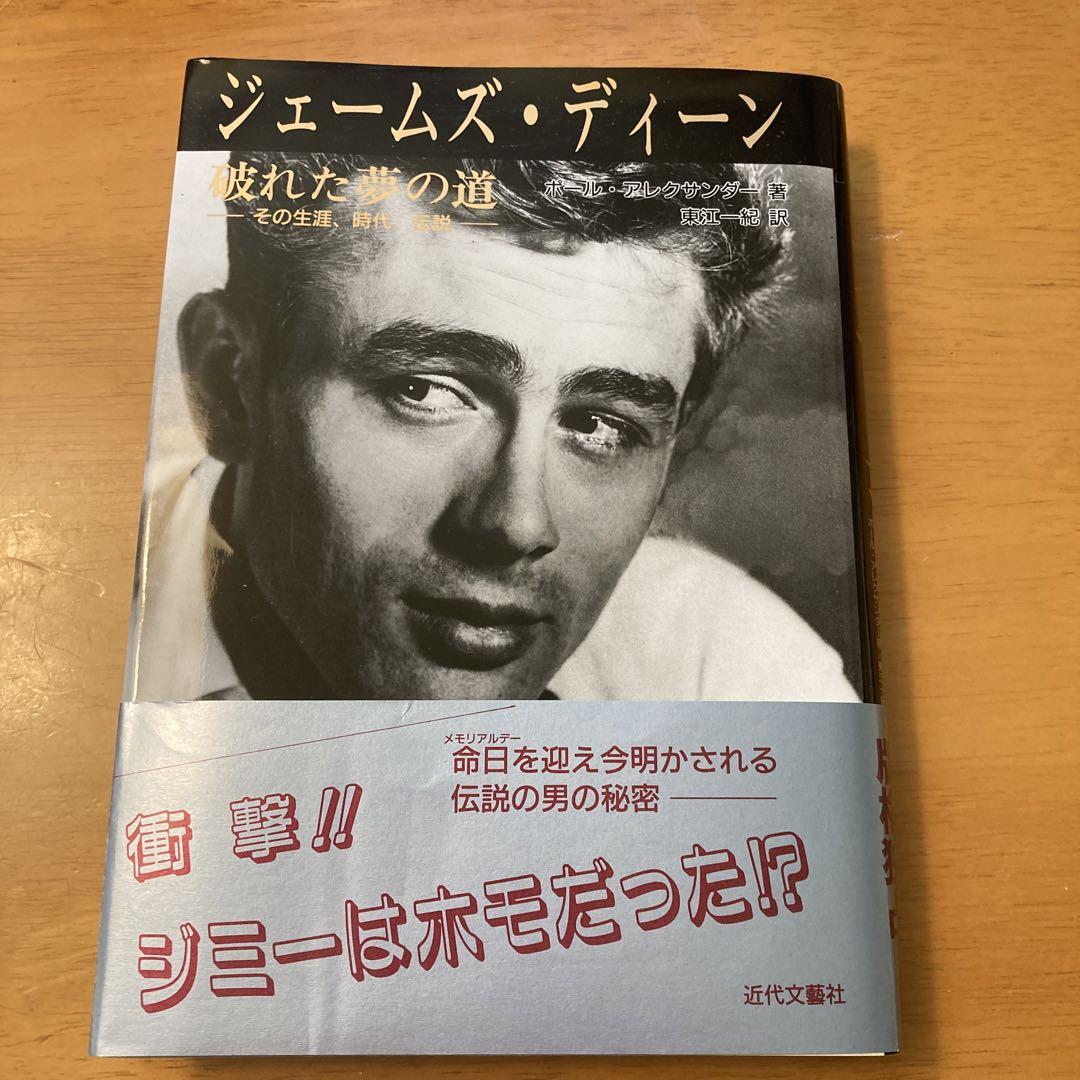 ジェームズ・ディーン
破れた夢の道
― その生涯、時代、伝説 ―
ポール・アレクサンダー 著
東江一紀 訳
メモリアルデー
命日を迎え今明かされる
伝説の男の秘密―
衝撃!!
ジミーはホモだった!?
近代文藝社